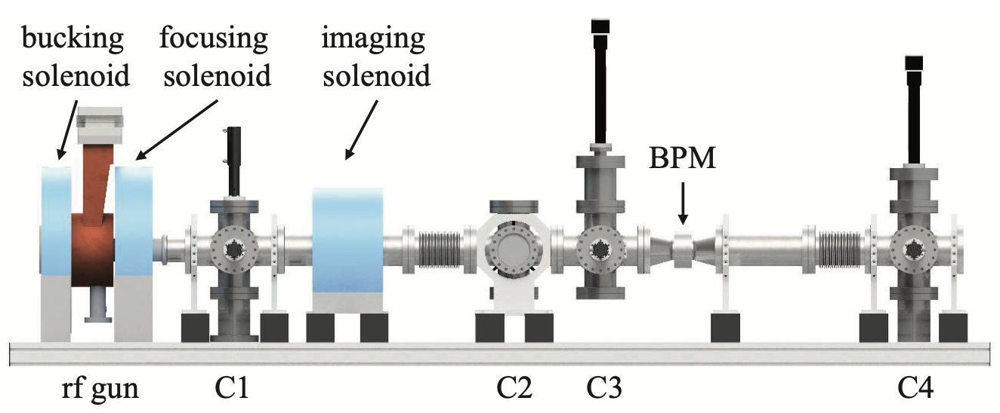 bucking
solenoid
focusing
solenoid
imaging
solenoid
BPM
rf gun
C1
C2
C3
C4